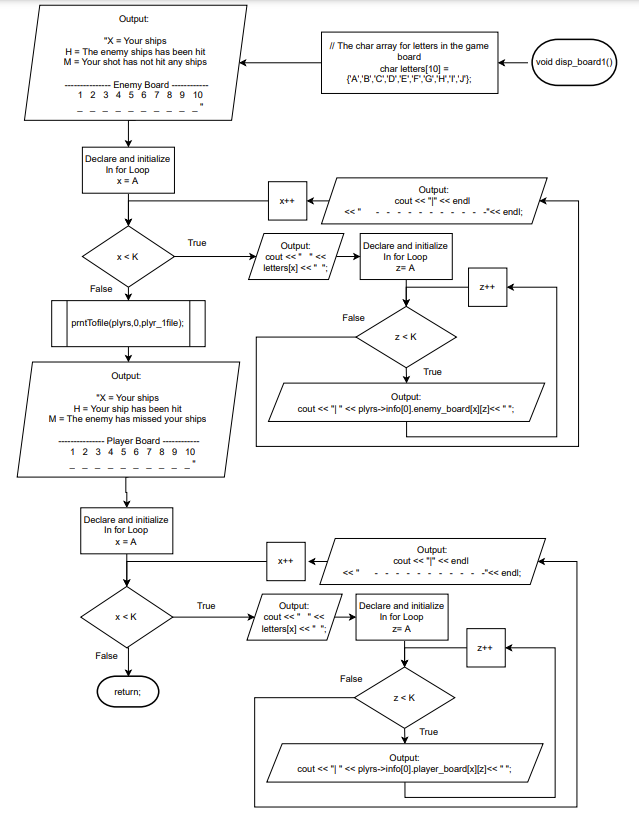 void disp_board1()
// The char array for letters in the game
board
char letters[10] =
{'A','B','C','D','E','F','G','H','I','J'};
Output:
"X = Your ships
H = The enemy ships has been hit
M = Your shot has not hit any ships
--------------- Enemy Board ------------
1 2 3 4 5 6 7 8 9 10
_ _ _ _ _ _ _ _ _ _ "
Declare and initialize
In for Loop
x = A
x < K
True
False
x++
Output:
cout << " " <<
letters[x] << " ";
Declare and initialize
In for Loop
z= A
z++
z < K
False
True
Output:
cout << "| " << plyrs->info[0].enemy_board[x][z]<< " ";
Output:
cout << "|" << endl
<< " - - - - - - - - - - -"<< endl;
prntTofile(plyrs,0,plyr_1file);
Output:
"X = Your ships
H = Your ship has been hit
M = The enemy has missed your ships
--------------- Player Board ------------
1 2 3 4 5 6 7 8 9 10
_ _ _ _ _ _ _ _ _ _ "
Declare and initialize
In for Loop
x = A
x < K
True
False
return;
x++
Output:
cout << " " <<
letters[x] << " ";
Declare and initialize
In for Loop
z= A
z++
z < K
False
True
Output:
cout << "| " << plyrs->info[0].player_board[x][z]<< " ";
Output:
cout << "|" << endl
<< " - - - - - - - - - - -"<< endl;